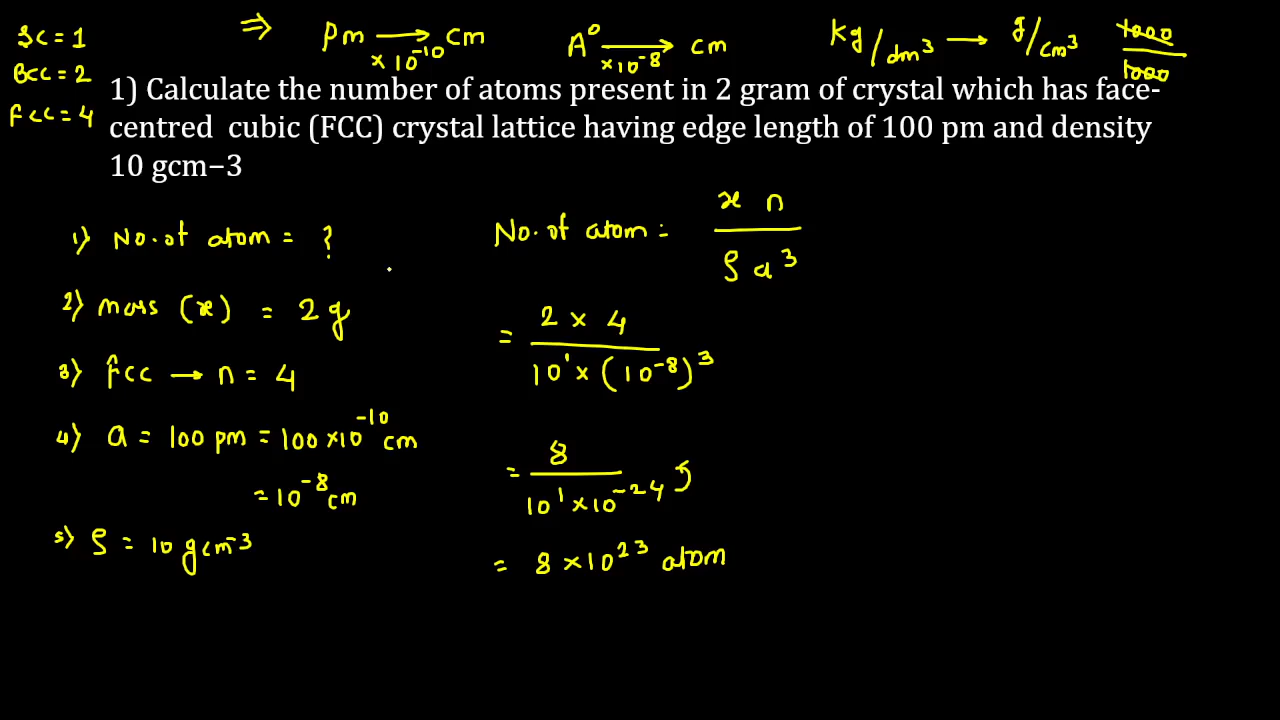 SC = 1
BCC = 2
FCC = 4
⇒ pm ⟶ cm
× 10⁻¹⁰
A⁰ ⟶ cm
×10⁻⁸
kg/dm³ ⟶ g/cm³ 1000/1000
1) Calculate the number of atoms present in 2 gram of crystal which has face-
centred cubic (FCC) crystal lattice having edge length of 100 pm and density
10 gcm–3
1) No. of atom = ?
2) mass (x) = 2 g
3) fcc → n = 4
4) a = 100 pm = 100 ×10⁻¹⁰ cm
= 10⁻⁸ cm
5) ρ = 10 g cm⁻³
No. of atom = x n / ρ a³
= 2 × 4 / 10¹ × (10⁻⁸)³
= 8 / 10¹ × 10⁻²⁴
= 8 × 10²³ atom